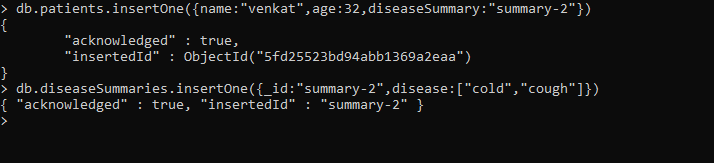 > db.patients.insertOne({name:"venkat",age:32,diseaseSummary:"summary-2"})
{
        "acknowledged" : true,
        "insertedId" : ObjectId("5fd25523bd94abb1369a2eaa")
}
> db.diseaseSummaries.insertOne({_id:"summary-2",disease:["cold","cough"]})
{ "acknowledged" : true, "insertedId" : "summary-2" }
>